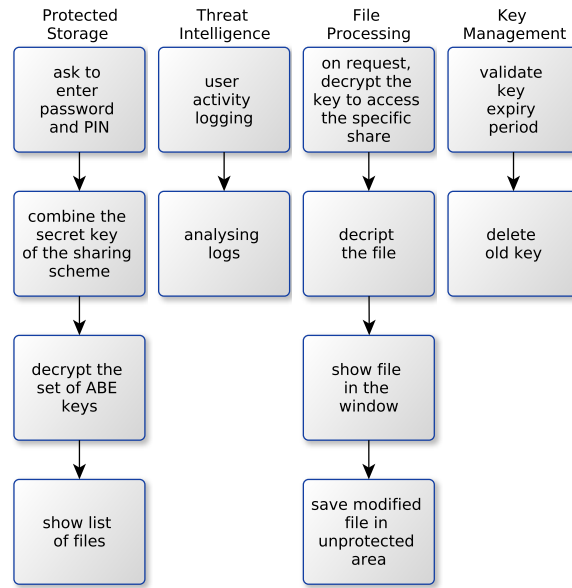 Protected
Storage
ask to
enter
password
and PIN
combine the
secret key
of the sharing
scheme
decrypt the
set of ABE
keys
show list
of files
Threat
Intelligence
user
activity
logging
analysing
logs
File
Processing
on request,
decrypt the
key to access
the specific
share
decript
the file
show file
in the
window
save modified
file in
unprotected
area
Key
Management
validate
key
expiry
period
delete
old key